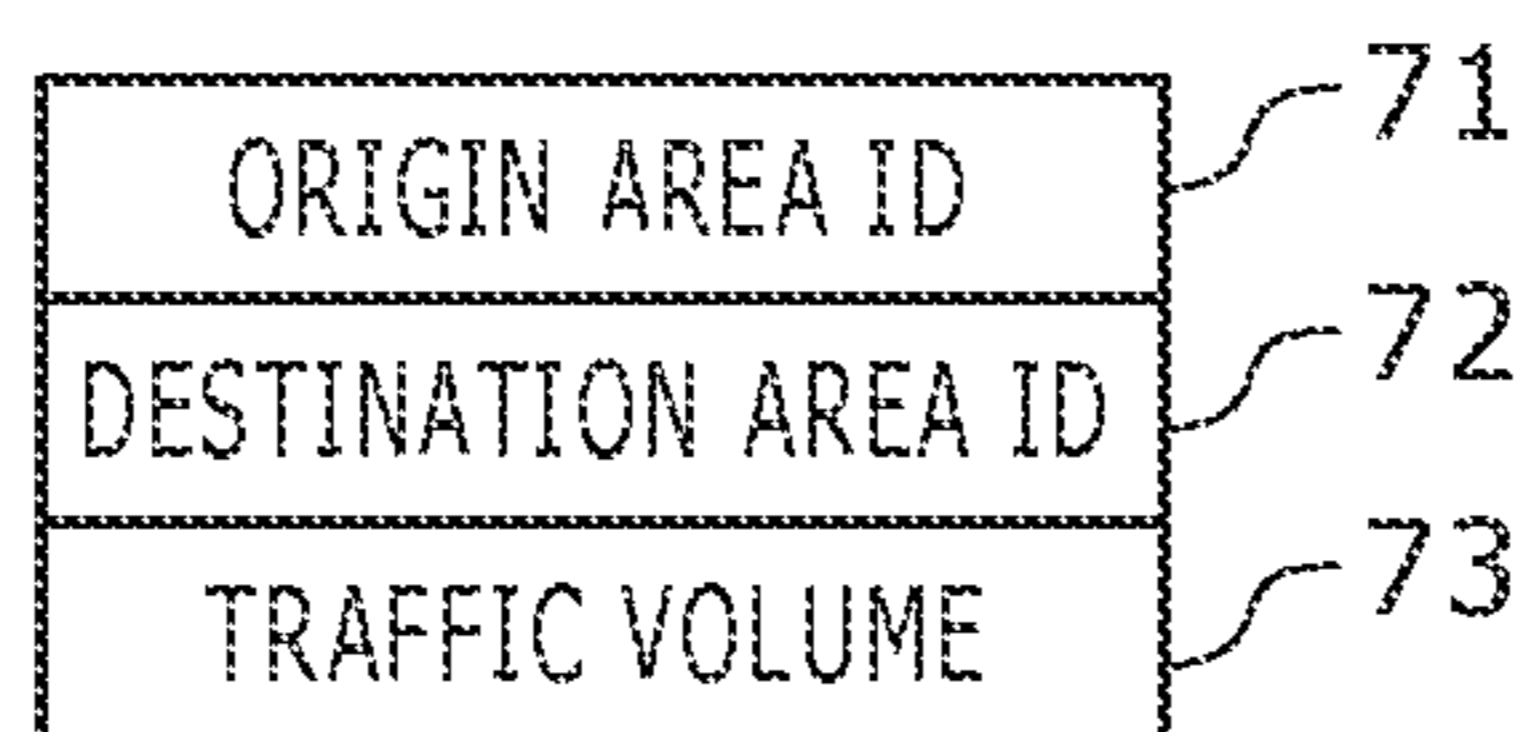 ORIGIN AREA ID 71
DESTINATION AREA ID 72
TRAFFIC VOLUME 73